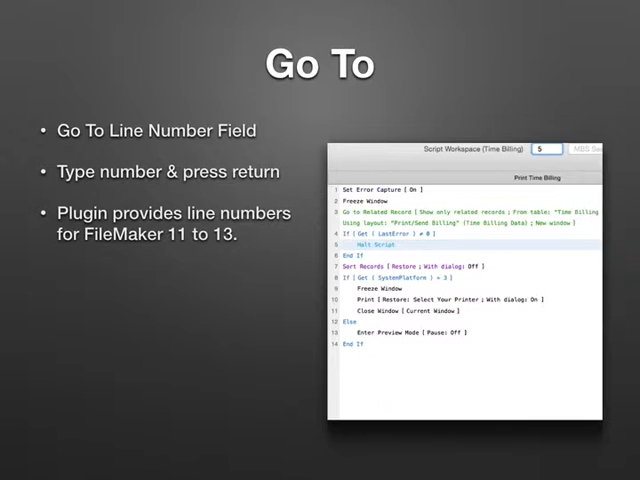 Go To
• Go To Line Number Field
• Type number & press return
• Plugin provides line numbers
for FileMaker 11 to 13.
Script Workspace (Time Billing) 5 MBS Se
Print Time Billing
1 Set Error Capture [ On ]
2 Freeze Window
3 Go to Related Record [ Show only related records ; From table: "Time Billing
Using layout: "Print/Send Billing" (Time Billing Data) ; New window ]
4 If [ Get ( LastError ) ≠ 0 ]
5 Halt Script
6 End If
7 Sort Records [ Restore ; With dialog: Off ]
8 If [ Get ( SystemPlatform ) = 3 ]
9 Freeze Window
10 Print [ Restore: Select Your Printer ; With dialog: On ]
11 Close Window [ Current Window ]
12 Else
13 Enter Preview Mode [ Pause: Off ]
14 End If